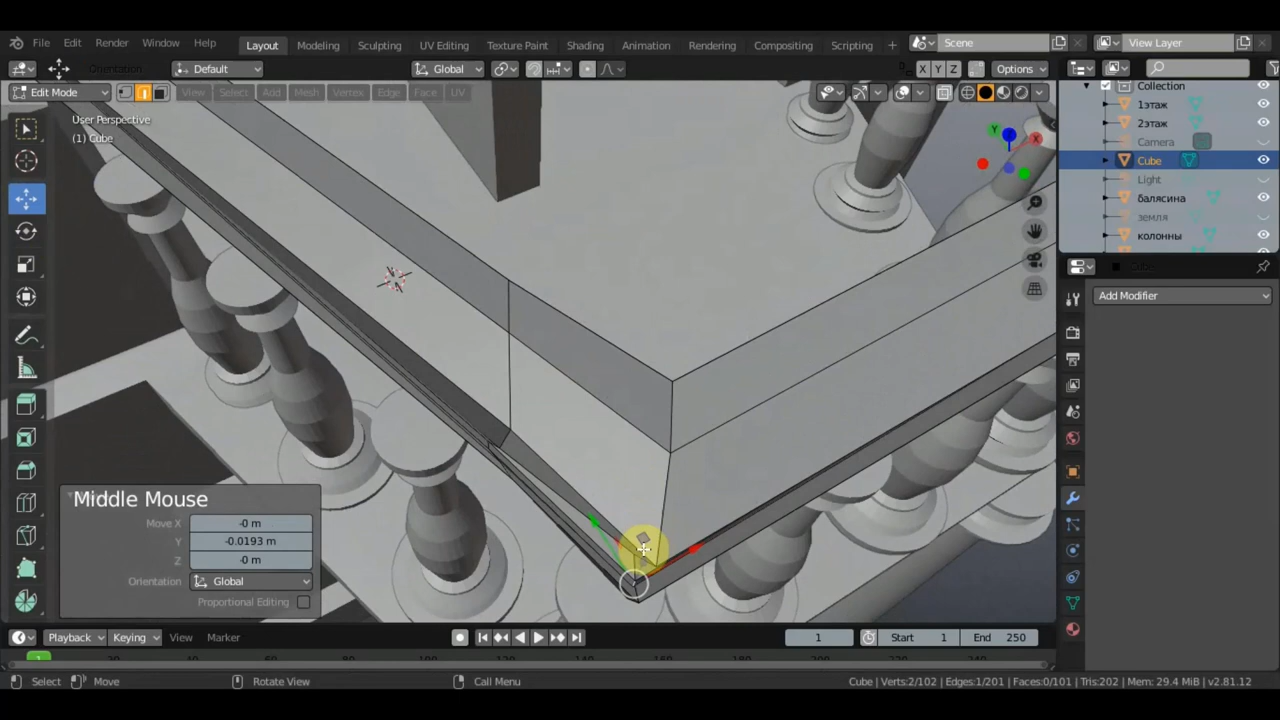 File Edit Render Window Help Layout Modeling Sculpting UV Editing Texture Paint Shading Animation Rendering Compositing Scripting + Scene View Layer
Orientation Default Global X Y Z Options
Edit Mode View Select Add Mesh Vertex Edge Face UV
User Perspective
(1) Cube
Collection
1этаж
2этаж
Camera
Cube
Light
балясина
земля
колонны
Cube
Add Modifier
Y X Z
Middle Mouse
Move X -0 m
Y -0.0193 m
Z -0 m
Orientation Global
Proportional Editing
Playback Keying View Marker 1 Start 1 End 250
1
Select Move Rotate View Call Menu Cube | Verts:2/102 | Edges:1/201 | Faces:0/101 | Tris:202 | Mem: 29.4 MiB | v2.81.12